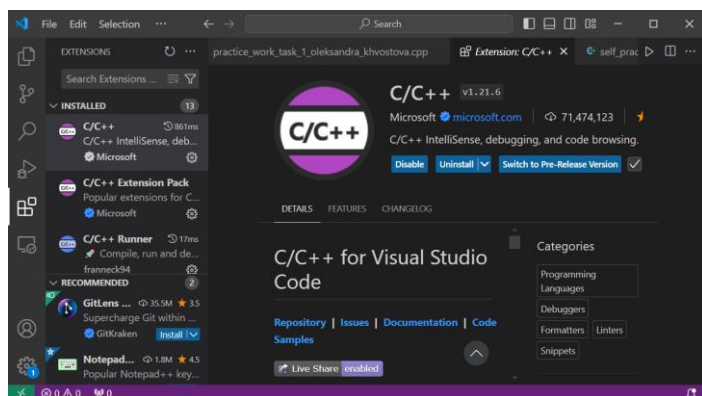 File Edit Selection ··· Search
EXTENSIONS
Search Extensions ...
INSTALLED 13
C/C++ 861ms
C/C++ IntelliSense, deb...
Microsoft
C/C++ Extension Pack
Popular extensions for C...
Microsoft
C/C++ Runner 17ms
🚀 Compile, run and de...
franneck94
RECOMMENDED 2
GitLens ... 35.5M ★ 3.5
Supercharge Git within ...
GitKraken Install
Notepad... 1.8M ★ 4.5
Popular Notepad++ key...
practice_work_task_1_oleksandra_khvostova.cpp Extension: C/C++ self_prac
C/C++
C/C++ v1.21.6
Microsoft microsoft.com 71,474,123
C/C++ IntelliSense, debugging, and code browsing.
Disable Uninstall Switch to Pre-Release Version
DETAILS FEATURES CHANGELOG
C/C++ for Visual Studio
Code
Repository | Issues | Documentation | Code
Samples
Live Share enabled
Categories
Programming
Languages
Debuggers
Formatters Linters
Snippets
C/C++
C/C++
C/C++
1
0 0 0